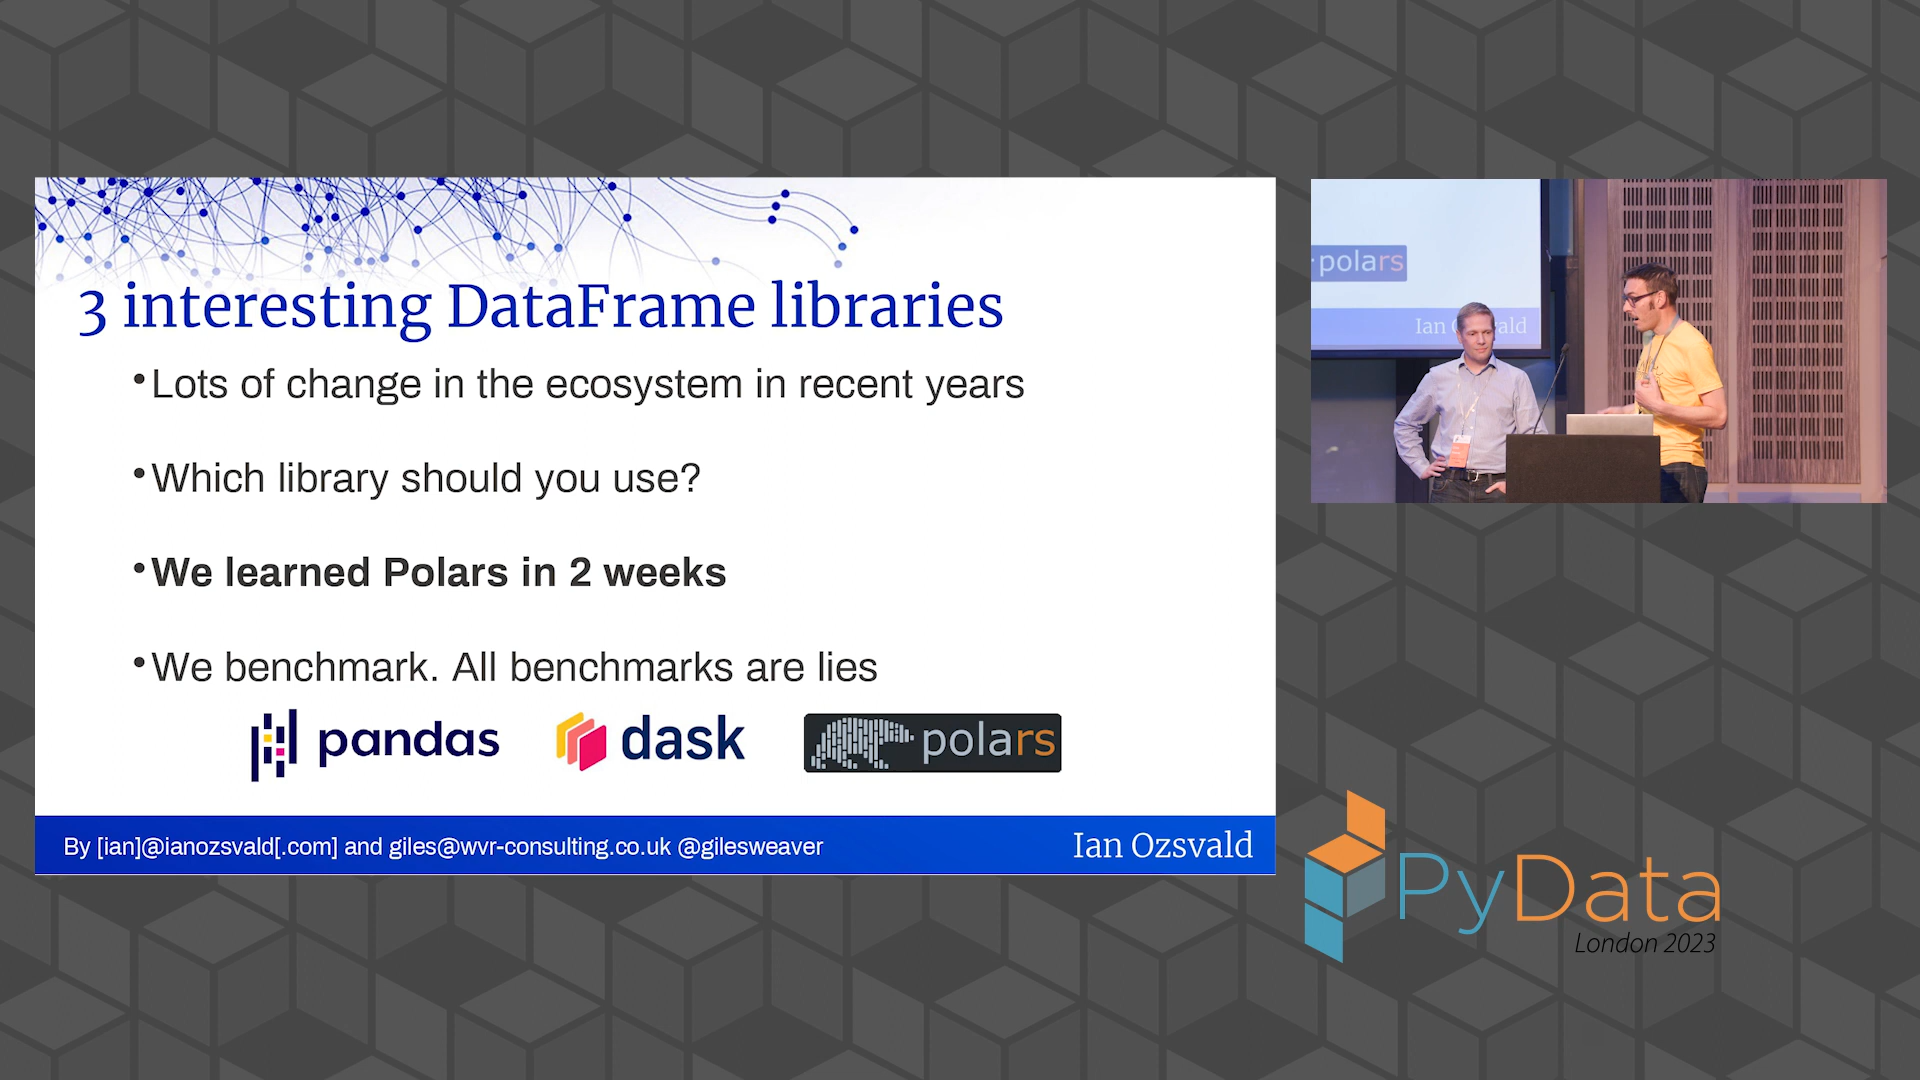 3 interesting DataFrame libraries
•Lots of change in the ecosystem in recent years
•Which library should you use?
•We learned Polars in 2 weeks
•We benchmark. All benchmarks are lies
pandas
dask
polars
By [ian]@ianozsvald[.com] and giles@wvr-consulting.co.uk @gilesweaver
Ian Ozsvald
polars
Ian
PyData
London 2023